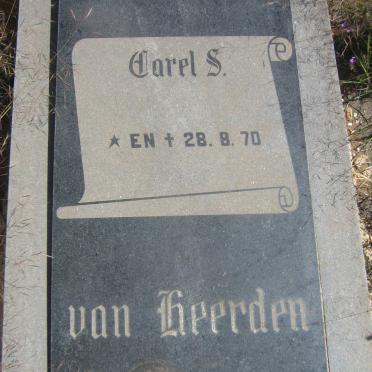 Carel S.
★ EN ✝ 28. 8. 70
van Heerden